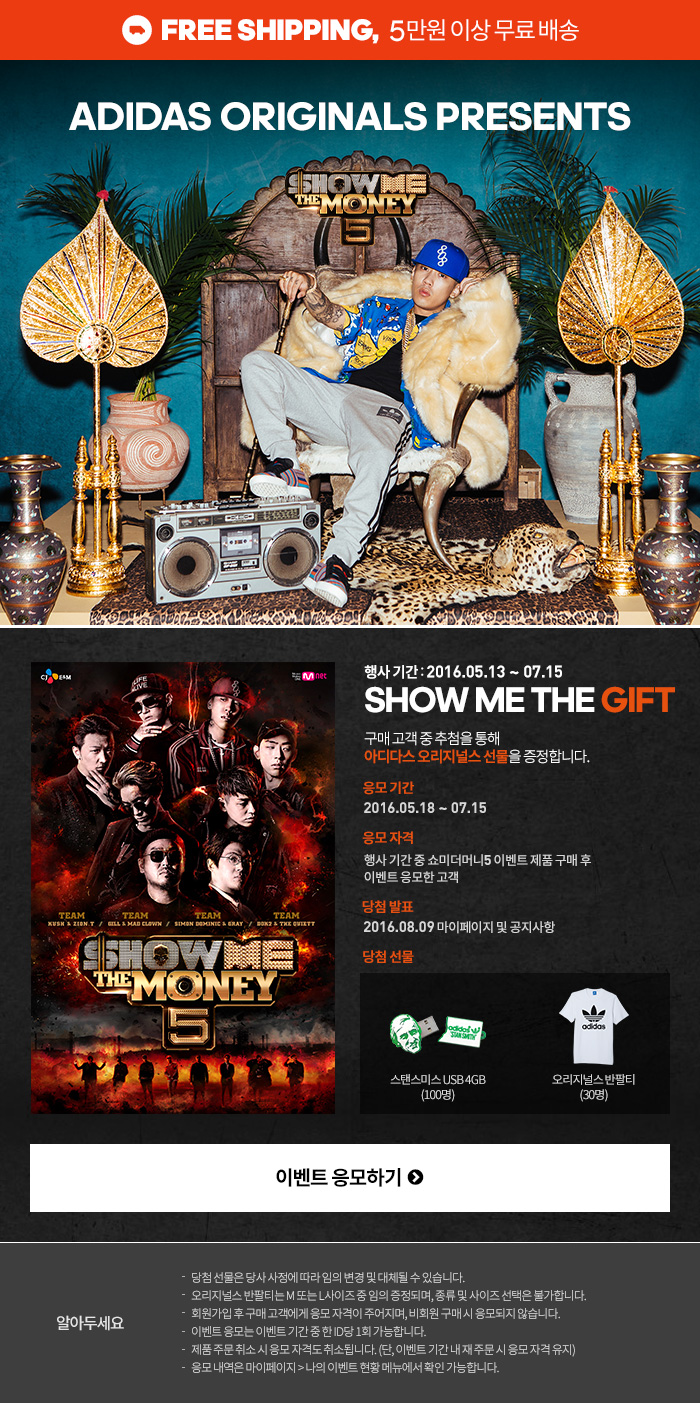 FREE SHIPPING, 5만원 이상 무료 배송
ADIDAS ORIGINALS PRESENTS
SHOW ME
THE MONEY
5
CJ E&M
Mnet
LIFE
ALIVE
행사 기간 : 2016.05.13 ~ 07.15
SHOW ME THE GIFT
구매 고객 중 추첨을 통해
아디다스 오리지널스 선물을 증정합니다.
응모 기간
2016.05.18 ~ 07.15
응모 자격
행사 기간 중 쇼미더머니5 이벤트 제품 구매 후
이벤트 응모한 고객
당첨 발표
2016.08.09 마이페이지 및 공지사항
당첨 선물
TEAM TEAM TEAM TEAM
KUSH & ZION T / GILL & MAD CLOWN / SIMON DOMINIC & GRAY / DOK2 & THE QUIETT
SHOW ME
THE MONEY
5
adidas
STAN SMITH
adidas
스탠스미스 USB 4GB
(100명)
오리지널스 반팔티
(30명)
이벤트 응모하기
알아두세요
- 당첨 선물은 당사 사정에 따라 임의 변경 및 대체될 수 있습니다.
- 오리지널스 반팔티는 M 또는 L사이즈 중 임의 증정되며, 종류 및 사이즈 선택은 불가합니다.
- 회원가입 후 구매 고객에게 응모 자격이 주어지며, 비회원 구매 시 응모되지 않습니다.
- 이벤트 응모는 이벤트 기간 중 한 ID당 1회 가능합니다.
- 제품 주문 취소 시 응모 자격도 취소됩니다. (단, 이벤트 기간 내 재 주문 시 응모 자격 유지)
- 응모 내역은 마이페이지 > 나의 이벤트 현황 메뉴에서 확인 가능합니다.